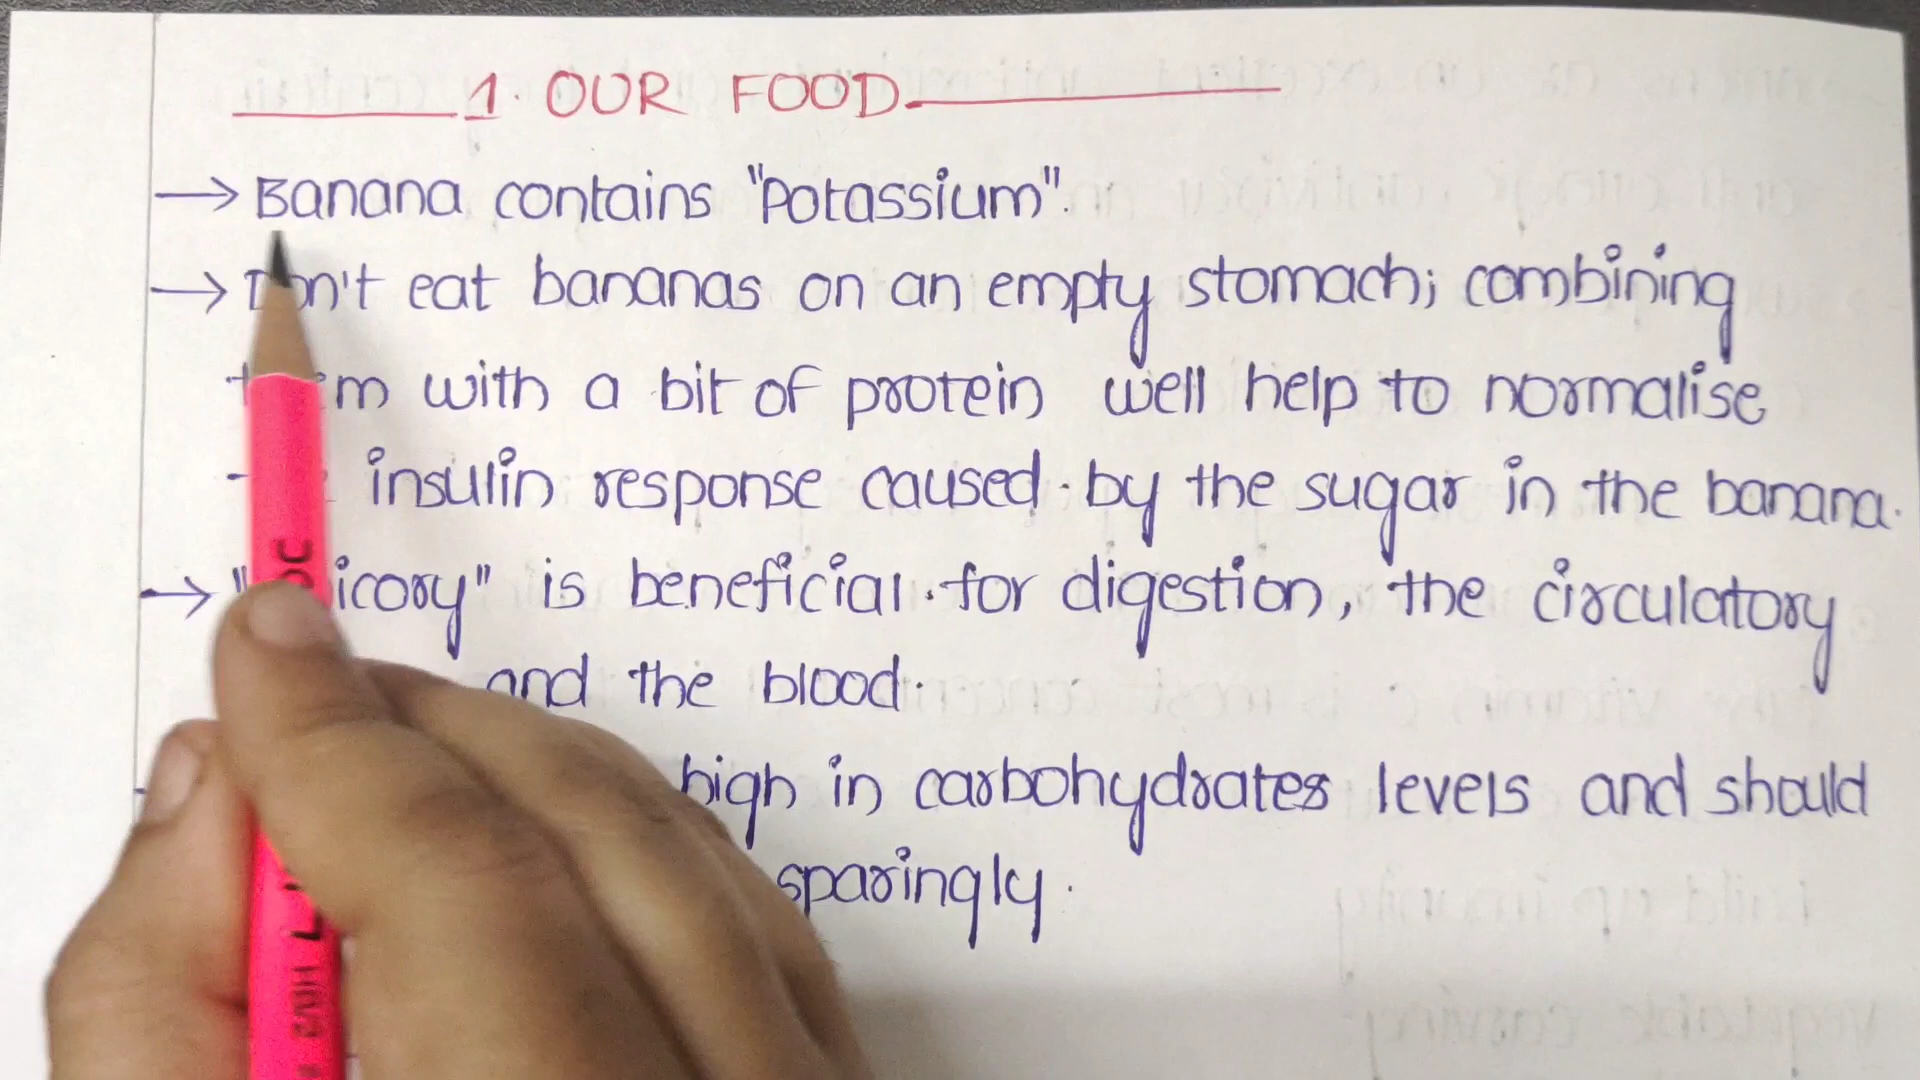 1. OUR FOOD
→ Banana contains "Potassium".
→ Don't eat bananas on an empty stomach; combining
with a bit of protein well help to normalise
insulin response caused by the sugar in the banana.
→ is beneficial for digestion, the circulatory
and the blood.
high in carbohydrates levels and should
sparingly.